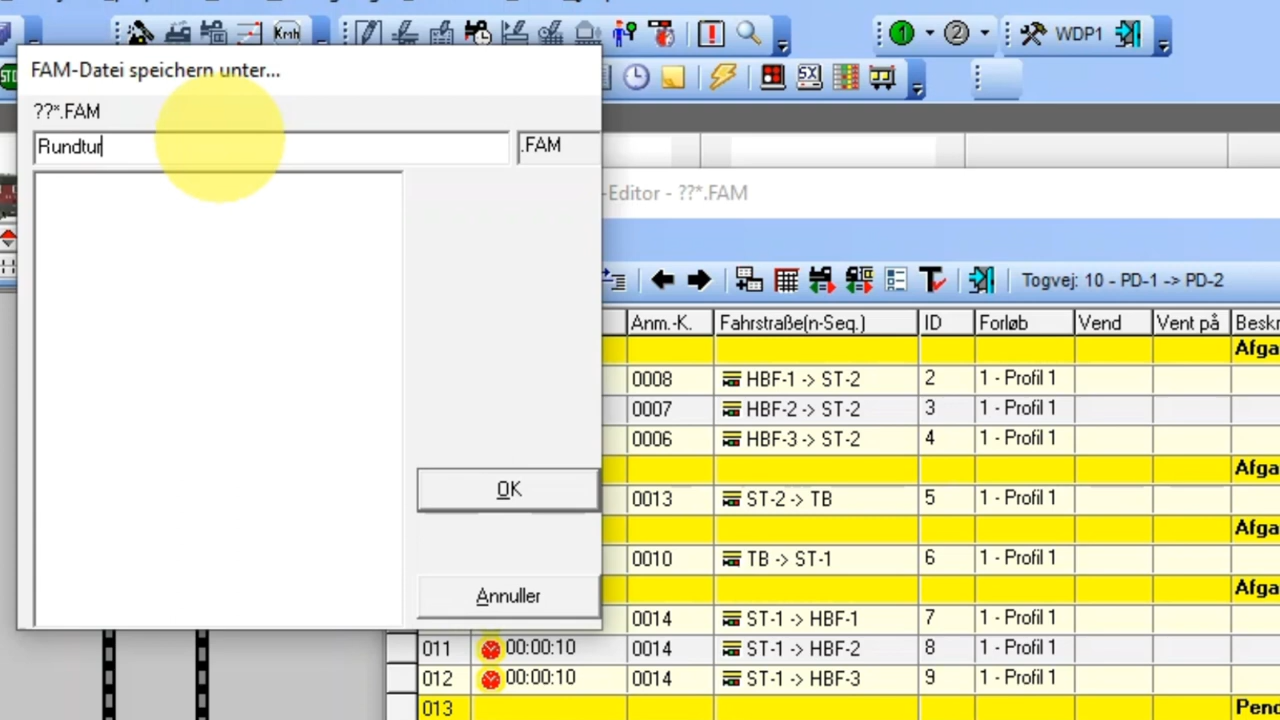 Kmh
1
2
WDP1
FAM-Datei speichern unter...
??*.FAM
Rundtur
.FAM
OK
Annuller
SX
-Editor - ??*.FAM
Togvej: 10 - PD-1 -> PD-2
Anm.-K. Fahrstraße(n-Seq.) ID Forløb Vend Vent på Beskr
Afga
0008 HBF-1 -> ST-2 2 1 - Profil 1
0007 HBF-2 -> ST-2 3 1 - Profil 1
0006 HBF-3 -> ST-2 4 1 - Profil 1
Afga
0013 ST-2 -> TB 5 1 - Profil 1
Afga
0010 TB -> ST-1 6 1 - Profil 1
Afga
0014 ST-1 -> HBF-1 7 1 - Profil 1
011 00:00:10 0014 ST-1 -> HBF-2 8 1 - Profil 1
012 00:00:10 0014 ST-1 -> HBF-3 9 1 - Profil 1
013 Pend